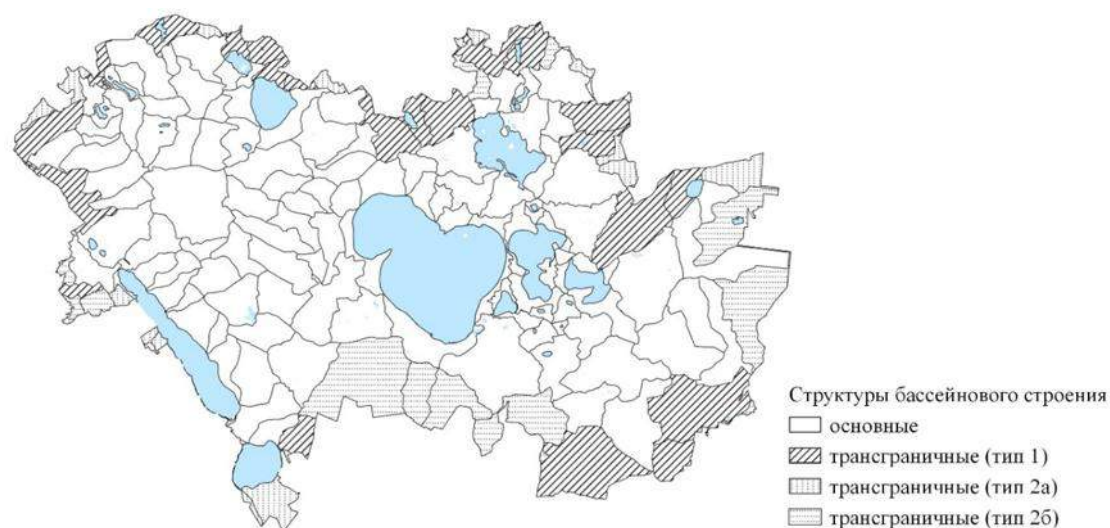 Структуры бассейнового строения
основные
трансграничные (тип 1)
трансграничные (тип 2а)
трансграничные (тип 2б)